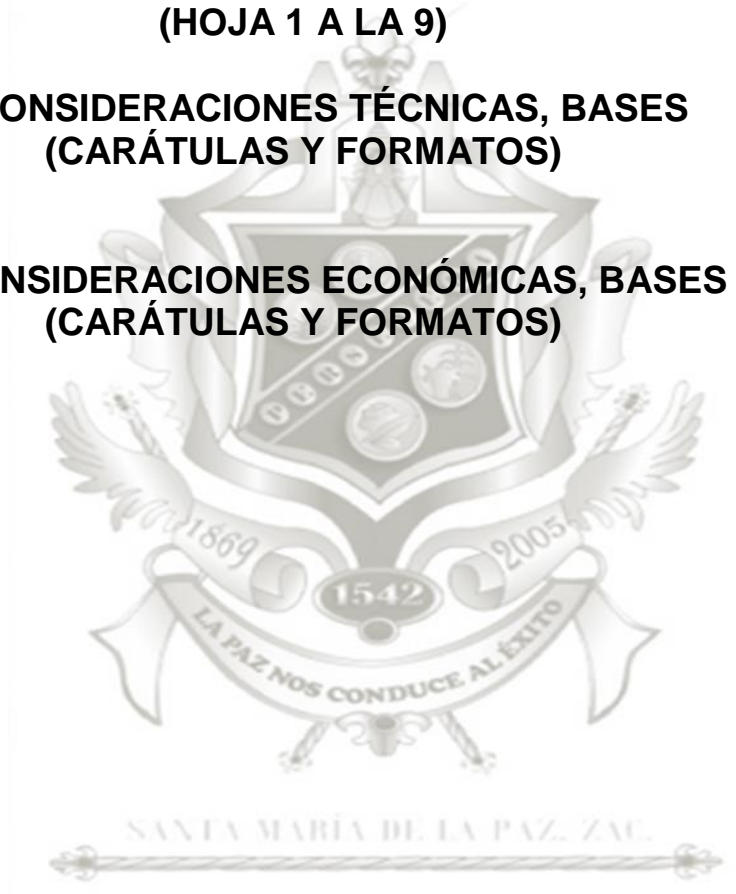 (HOJA 1 A LA 9)
ONSIDERACIONES TÉCNICAS, BASES
(CARÁTULAS Y FORMATOS)
NSIDERACIONES ECONÓMICAS, BASES
(CARÁTULAS Y FORMATOS)
1869
2005
1542
LA PAZ NOS CONDUCE AL ÉXITO
SANTA MARÍA DE LA PAZ, ZAC.